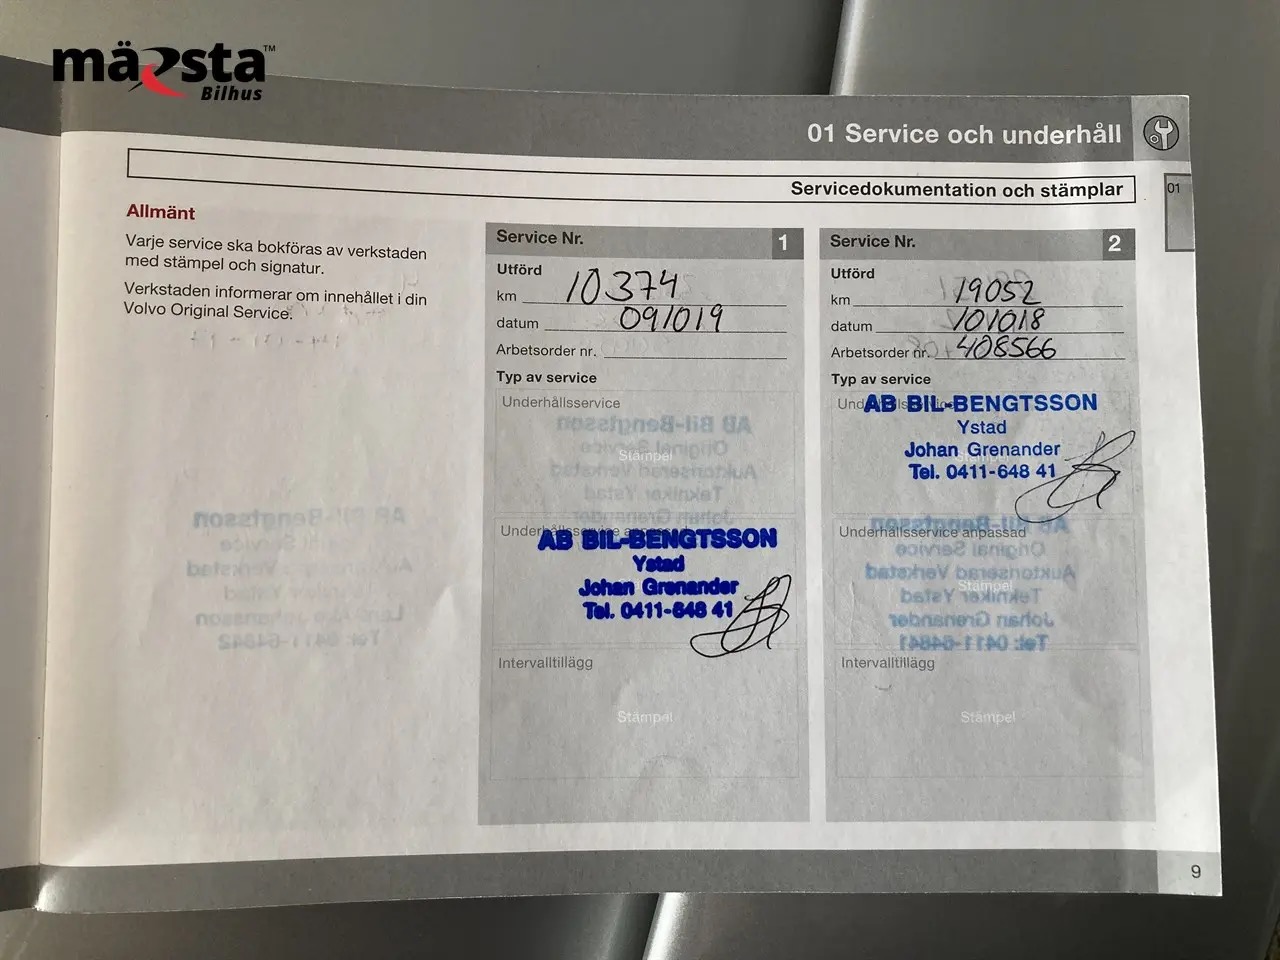 märsta™
Bilhus
01 Service och underhåll
Servicedokumentation och stämplar
01
Allmänt
Varje service ska bokföras av verkstaden
med stämpel och signatur.
Verkstaden informerar om innehållet i din
Volvo Original Service.
Service Nr. 1
Utförd
km 10374
datum 091019
Arbetsorder nr.
Typ av service
Underhållsservice
Stämpel
Underhållsservice anpassad
AB BIL-BENGTSSON
Ystad
Johan Grenander
Tel. 0411-648 41
Intervalltillägg
Stämpel
Service Nr. 2
Utförd
km 19052
datum 101018
Arbetsorder nr. 408566
Typ av service
Underhållsservice
AB BIL-BENGTSSON
Ystad
Johan Grenander
Tel. 0411-648 41
Underhållsservice anpassad
Stämpel
Intervalltillägg
Stämpel
9